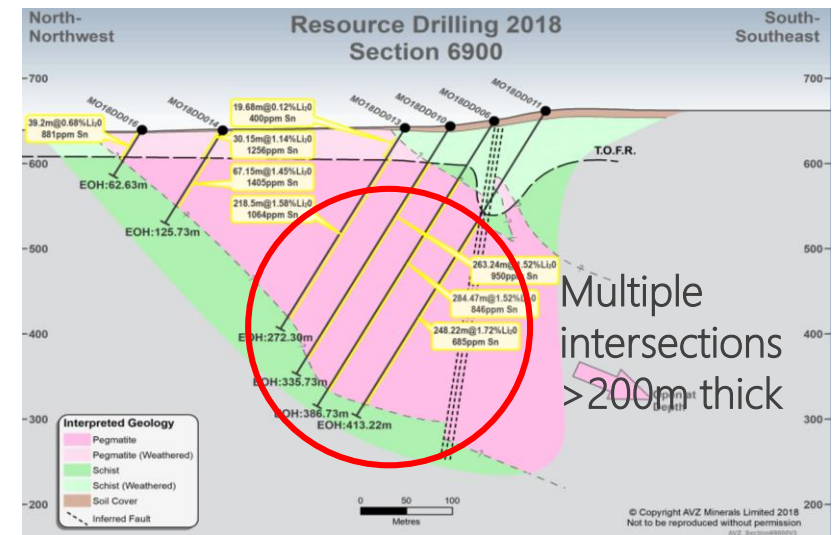 North-
Northwest
Resource Drilling 2018
Section 6900
South-
Southeast
700
700
600
600
500
500
400
400
300
300
200
200
MO18DD016
MO18DD014
MO18DD013
MO18DD010
MO18DD006
MO18DD011
39.2m@0.68%Li₂0
881ppm Sn
19.68m@0.12%Li₂0
400ppm Sn
30.15m@1.14%Li₂0
1256ppm Sn
67.15m@1.45%Li₂0
1405ppm Sn
218.5m@1.58%Li₂0
1064ppm Sn
T.O.F.R.
EOH:62.63m
EOH:125.73m
263.24m@1.52%Li₂0
950ppm Sn
284.47m@1.52%Li₂0
846ppm Sn
248.22m@1.72%Li₂0
685ppm Sn
EOH:272.30m
EOH:335.73m
EOH:386.73m
EOH:413.22m
Multiple
intersections
>200m thick
Open at
Depth
Interpreted Geology
Pegmatite
Pegmatite (Weathered)
Schist
Schist (Weathered)
Soil Cover
Inferred Fault
0 50 100
Metres
© Copyright AVZ Minerals Limited 2018
Not to be reproduced without permission